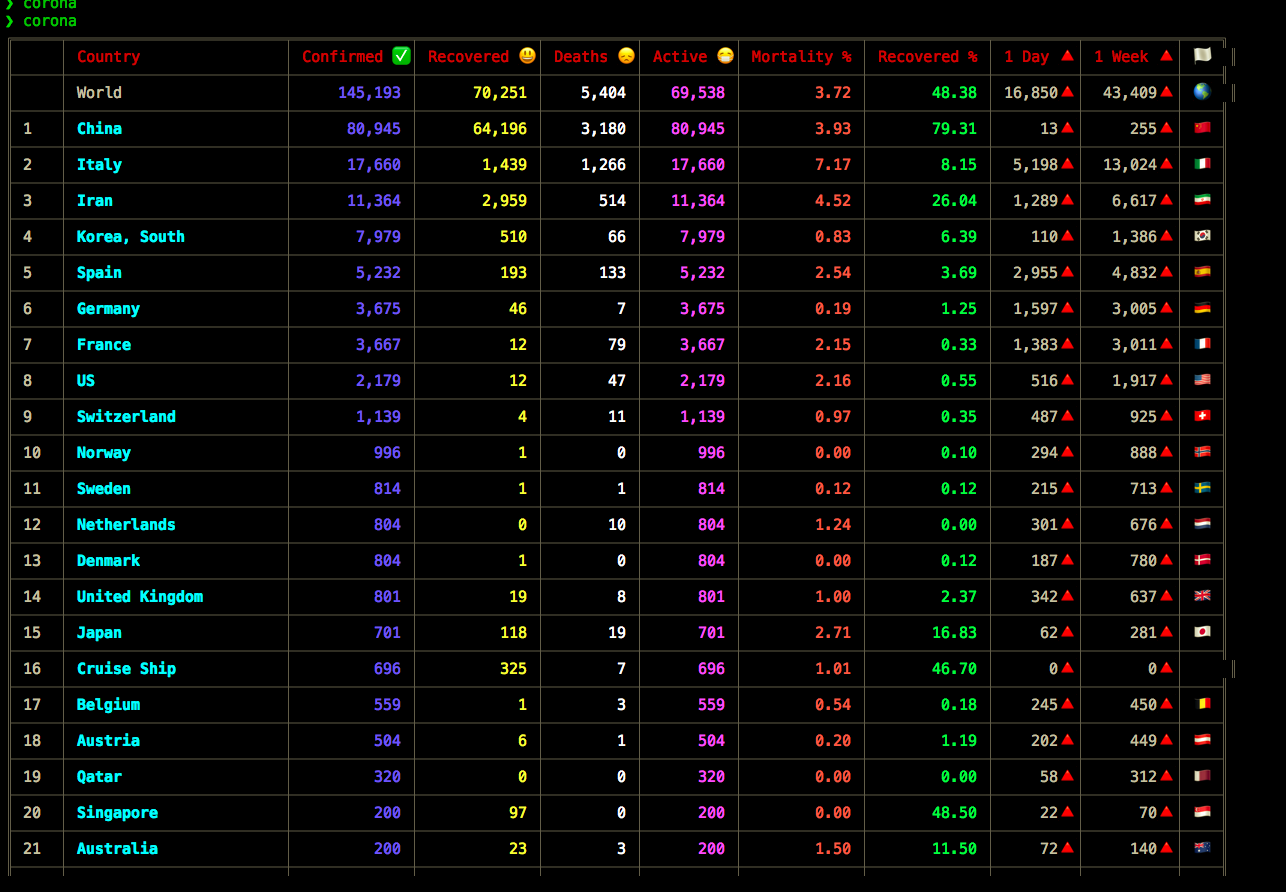 ❯ corona
❯ corona
Country Confirmed ✅ Recovered 😃 Deaths 😞 Active 😷 Mortality % Recovered % 1 Day 🔺 1 Week 🔺 🏳
World 145,193 70,251 5,404 69,538 3.72 48.38 16,850🔺 43,409🔺 🌎
1 China 80,945 64,196 3,180 80,945 3.93 79.31 13🔺 255🔺 🇨🇳
2 Italy 17,660 1,439 1,266 17,660 7.17 8.15 5,198🔺 13,024🔺 🇮🇹
3 Iran 11,364 2,959 514 11,364 4.52 26.04 1,289🔺 6,617🔺 🇮🇷
4 Korea, South 7,979 510 66 7,979 0.83 6.39 110🔺 1,386🔺 🇰🇷
5 Spain 5,232 193 133 5,232 2.54 3.69 2,955🔺 4,832🔺 🇪🇸
6 Germany 3,675 46 7 3,675 0.19 1.25 1,597🔺 3,005🔺 🇩🇪
7 France 3,667 12 79 3,667 2.15 0.33 1,383🔺 3,011🔺 🇫🇷
8 US 2,179 12 47 2,179 2.16 0.55 516🔺 1,917🔺 🇺🇸
9 Switzerland 1,139 4 11 1,139 0.97 0.35 487🔺 925🔺 🇨🇭
10 Norway 996 1 0 996 0.00 0.10 294🔺 888🔺 🇳🇴
11 Sweden 814 1 1 814 0.12 0.12 215🔺 713🔺 🇸🇪
12 Netherlands 804 0 10 804 1.24 0.00 301🔺 676🔺 🇳🇱
13 Denmark 804 1 0 804 0.00 0.12 187🔺 780🔺 🇩🇰
14 United Kingdom 801 19 8 801 1.00 2.37 342🔺 637🔺 🇬🇧
15 Japan 701 118 19 701 2.71 16.83 62🔺 281🔺 🇯🇵
16 Cruise Ship 696 325 7 696 1.01 46.70 0🔺 0🔺
17 Belgium 559 1 3 559 0.54 0.18 245🔺 450🔺 🇧🇪
18 Austria 504 6 1 504 0.20 1.19 202🔺 449🔺 🇦🇹
19 Qatar 320 0 0 320 0.00 0.00 58🔺 312🔺 🇶🇦
20 Singapore 200 97 0 200 0.00 48.50 22🔺 70🔺 🇸🇬
21 Australia 200 23 3 200 1.50 11.50 72🔺 140🔺 🇦🇺